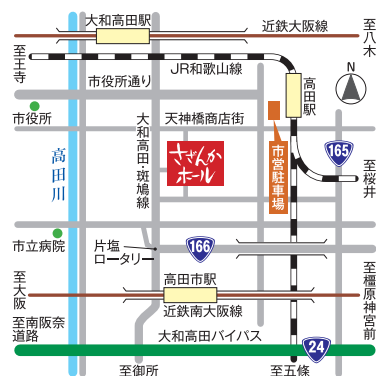 大和高田駅
近鉄大阪線
至八木
至王寺
JR和歌山線
N
市役所通り
高田駅
市役所
天神橋商店街
大和高田・斑鳩線
さざんか
ホール
市営駐車場
165
高田川
至桜井
市立病院
片塩
ロータリー
166
至大阪
高田市駅
近鉄南大阪線
至橿原神宮前
至南阪奈
道路
大和高田バイパス
24
至御所
至五條